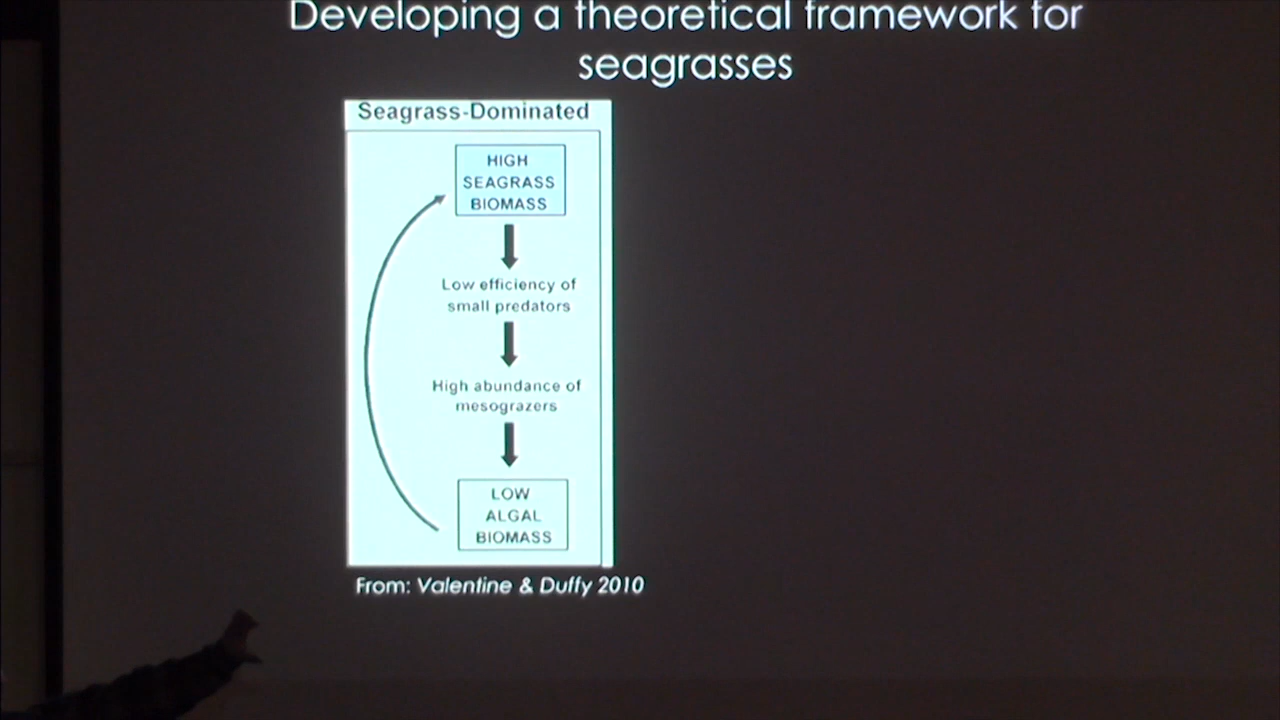 Developing a theoretical framework for
seagrasses
Seagrass-Dominated
HIGH
SEAGRASS
BIOMASS
Low efficiency of
small predators
High abundance of
mesograzers
LOW
ALGAL
BIOMASS
From: Valentine & Duffy 2010